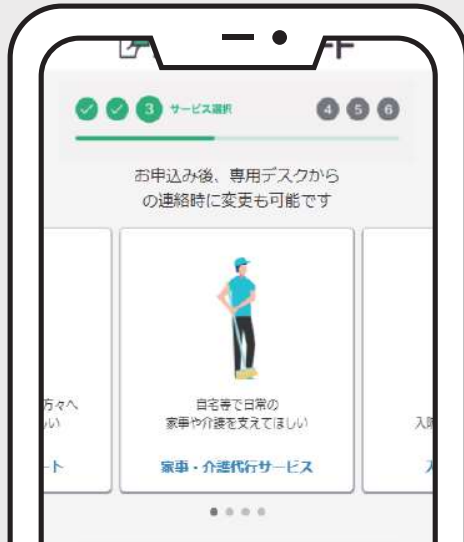 3 サービス選択 4 5 6
お申込み後、専用デスクから
の連絡時に変更も可能です
方々へ
しい
ート
自宅等で日常の
家事や介護を支えてほしい
家事・介護代行サービス
入